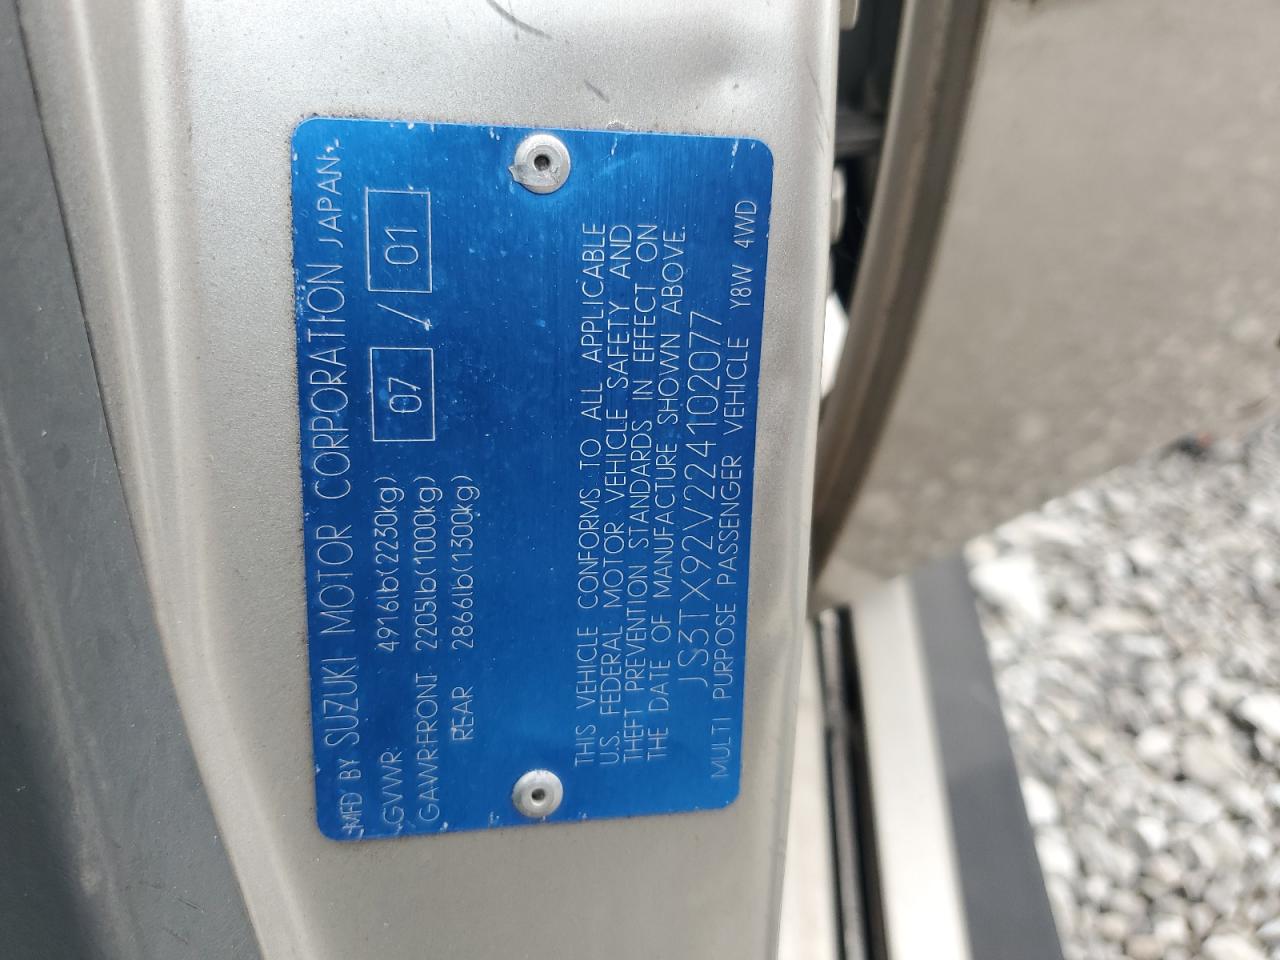 MFD BY SUZUKI MOTOR CORPORATION JAPAN
GVWR: 4916lb(2230kg) 07 / 01
GAWR:FRONT 2205lb(1000kg)
REAR 2866lb(1300kg)
THIS VEHICLE CONFORMS TO ALL APPLICABLE
U.S. FEDERAL MOTOR VEHICLE SAFETY AND
THEFT PREVENTION STANDARDS IN EFFECT ON
THE DATE OF MANUFACTURE SHOWN ABOVE.
JS3TX92V224102077
MULTI PURPOSE PASSENGER VEHICLE Y8W 4WD